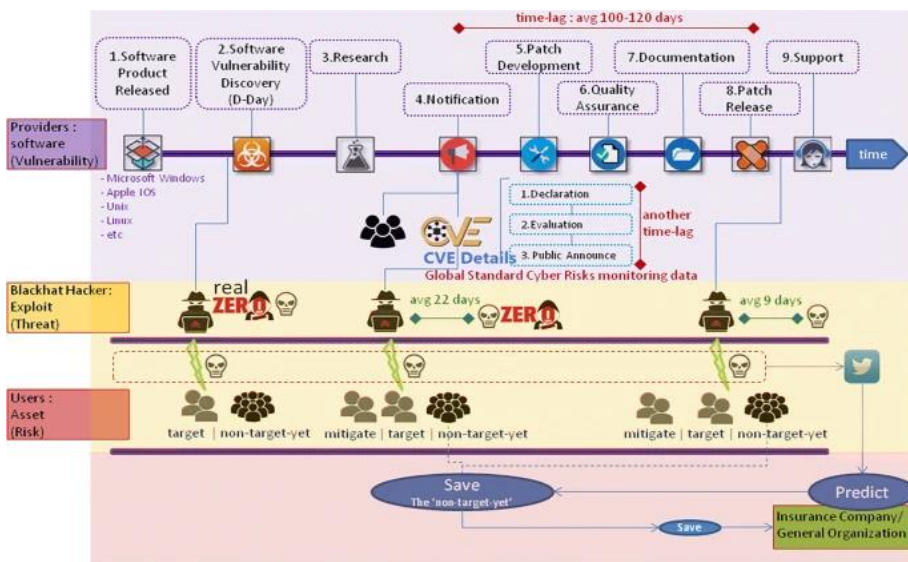 time-lag : avg 100-120 days
1.Software
Product
Released
2.Software
Vulnerability
Discovery
(D-Day)
3.Research
4.Notification
5.Patch
Development
6.Quality
Assurance
7.Documentation
8.Patch
Release
9.Support
Providers :
software
(Vulnerability)
time
- Microsoft Windows
- Apple IOS
- Unix
- Linux
- etc
CVE
CVE Details
1.Declaration
2.Evaluation
3. Public Announce
another
time-lag
Global Standard Cyber Risks monitoring data
Blackhat Hacker:
Exploit
(Threat)
real
ZERO
avg 22 days
ZERO
avg 9 days
Users :
Asset
(Risk)
target | non-target-yet
mitigate | target | non-target-yet
mitigate | target | non-target-yet
Save
The 'non-target-yet'
Predict
Save
Insurance Company/
General Organization